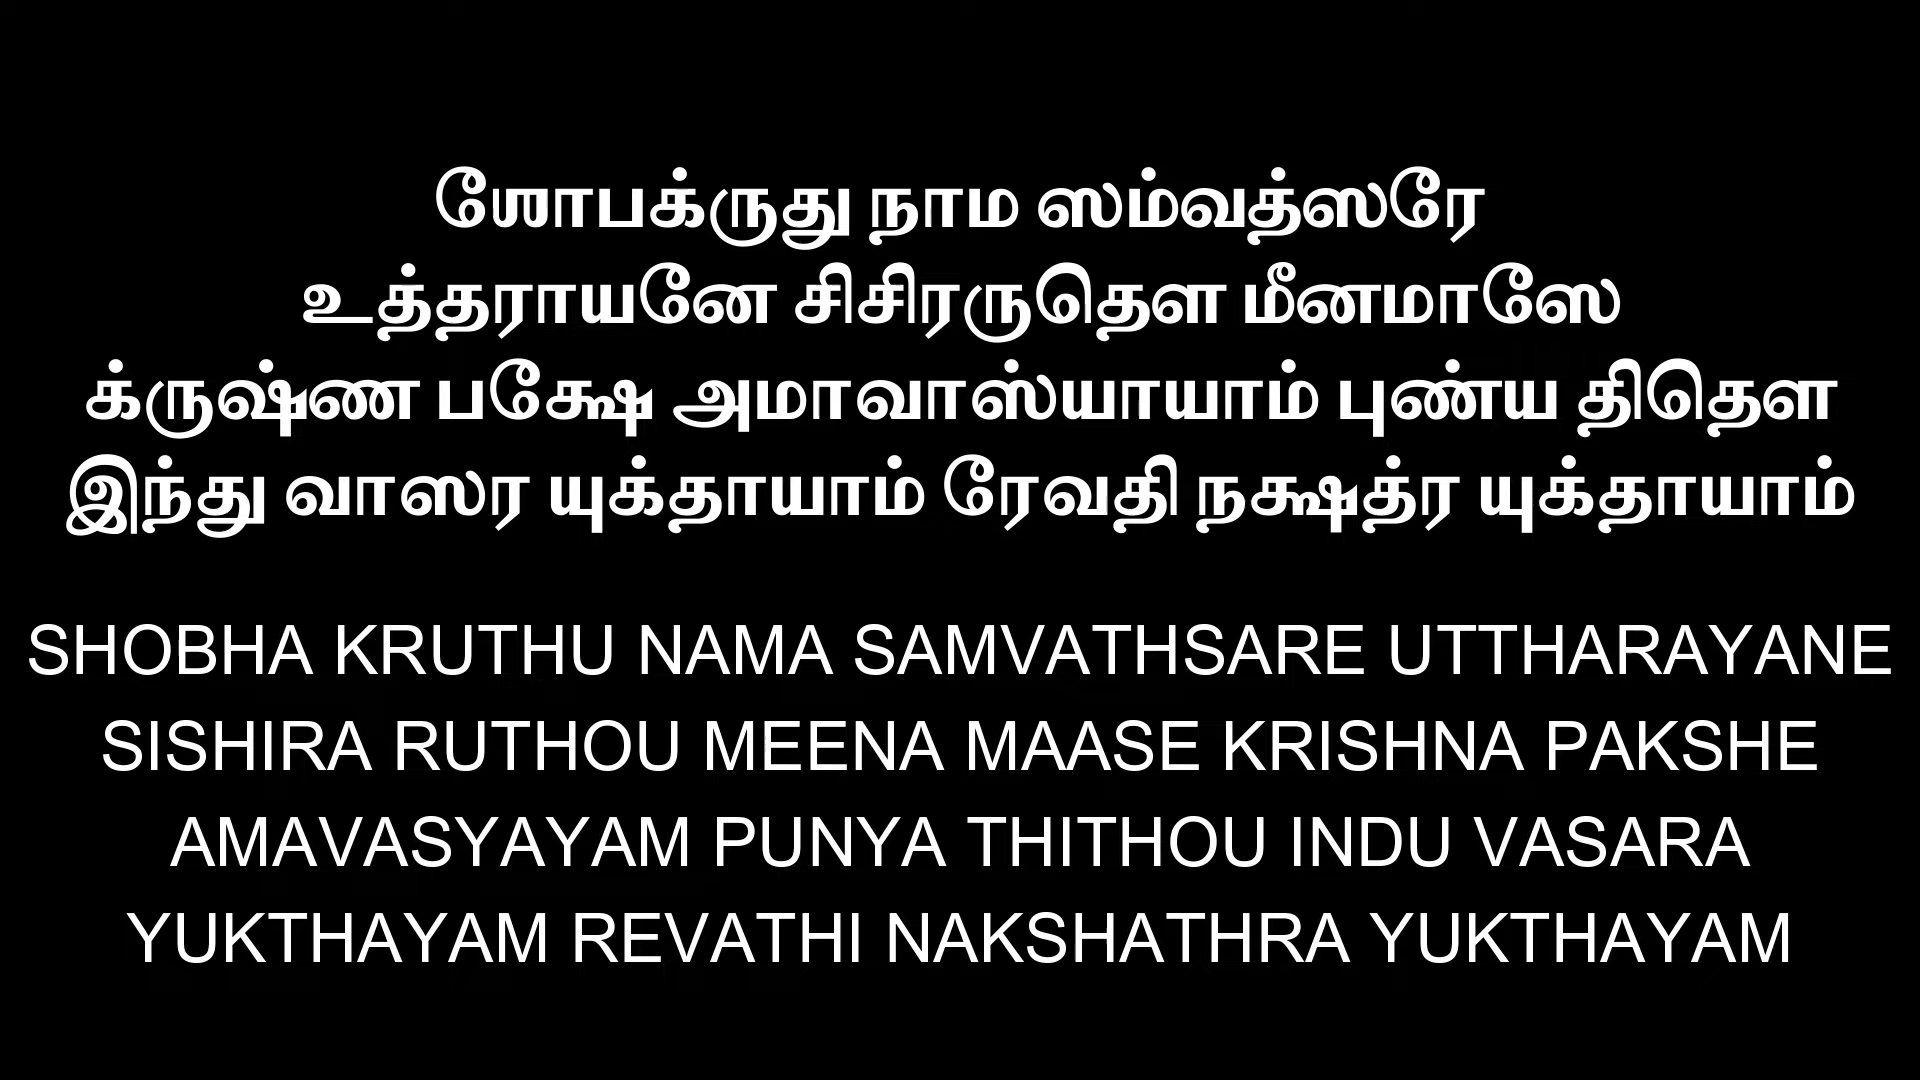 ஶோபக்ருது நாம ஸம்வத்ஸரே
உத்தராயனே சிசிரருதௌ மீனமாஸே
க்ருஷ்ண பக்ஷே அமாவாஸ்யாயாம் புண்ய திதௌ
இந்து வாஸர யுக்தாயாம் ரேவதி நக்ஷத்ர யுக்தாயாம்
SHOBHA KRUTHU NAMA SAMVATHSARE UTTHARAYANE
SISHIRA RUTHOU MEENA MAASE KRISHNA PAKSHE
AMAVASYAYAM PUNYA THITHOU INDU VASARA
YUKTHAYAM REVATHI NAKSHATHRA YUKTHAYAM